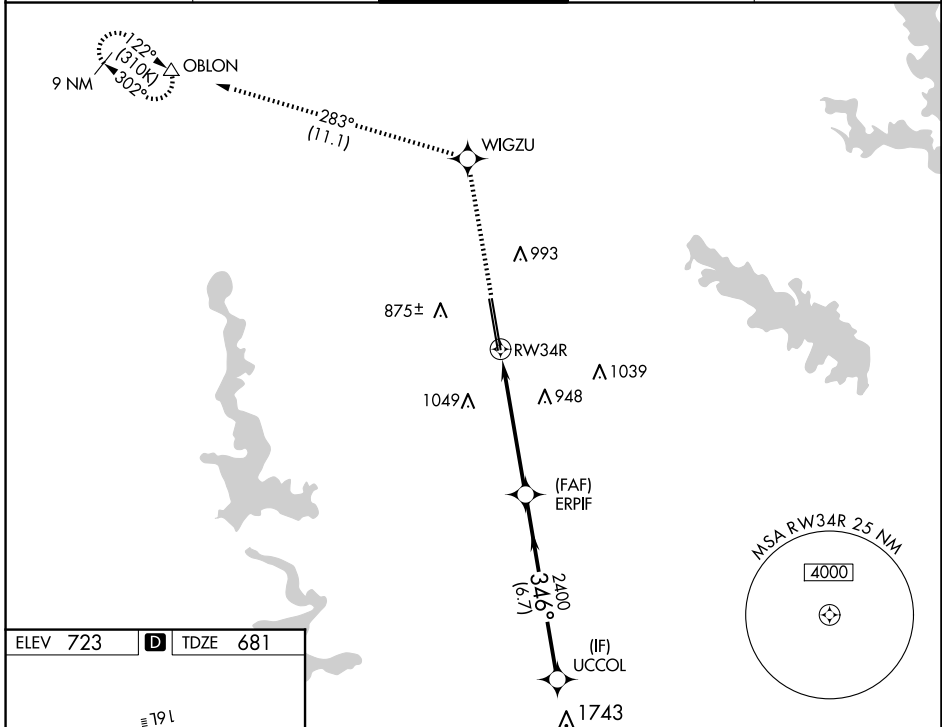 122°
(310K)
302°
9 NM
OBLON
283°
(11.1)
WIGZU
993
875±
RW34R
1039
1049
948
(FAF)
ERPIF
2400
346°
(6.7)
(IF)
UCCOL
1743
MSA RW34R 25 NM
4000
ELEV 723 D TDZE 681
16L